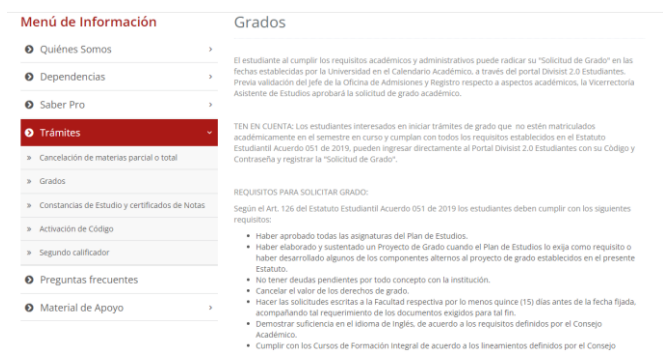 Menú de Información
Quiénes Somos
Dependencias
Saber Pro
Trámites
Cancelación de materias parcial o total
Grados
Constancias de Estudio y certificados de Notas
Activación de Código
Segundo calificador
Preguntas frecuentes
Material de Apoyo
Grados
El estudiante al cumplir los requisitos académicos y administrativos puede radicar su "Solicitud de Grado" en las
fechas establecidas por la Universidad en el Calendario Académico, a través del portal Divisist 2.0 Estudiantes.
Previa validación del Jefe de la Oficina de Admisiones y Registro respecto a aspectos académicos, la Vicerrectoría
Asistente de Estudios aprobará la solicitud de grado académico.
TEN EN CUENTA: Los estudiantes interesados en iniciar trámites de grado que no estén matriculados
académicamente en el semestre en curso y cumplan con todos los requisitos establecidos en el Estatuto
Estudiantil Acuerdo 051 de 2019, pueden ingresar directamente al Portal Divisist 2.0 Estudiantes con su Código y
Contraseña y registrar la "Solicitud de Grado".
REQUISITOS PARA SOLICITAR GRADO:
Según el Art. 126 del Estatuto Estudiantil Acuerdo 051 de 2019 los estudiantes deben cumplir con los siguientes
requisitos:
Haber aprobado todas las asignaturas del Plan de Estudios.
Haber elaborado y sustentado un Proyecto de Grado cuando el Plan de Estudios lo exija como requisito o
haber desarrollado algunos de los componentes alternos al proyecto de grado establecidos en el presente
Estatuto.
No tener deudas pendientes por todo concepto con la institución.
Cancelar el valor de los derechos de grado.
Hacer las solicitudes escritas a la Facultad respectiva por lo menos quince (15) días antes de la fecha fijada,
acompañando tal requerimiento de los documentos exigidos para tal fin.
Demostrar suficiencia en el idioma de Inglés, de acuerdo a los requisitos definidos por el Consejo
Académico.
Cumplir con los Cursos de Formación Integral de acuerdo a los lineamientos definidos por el Consejo